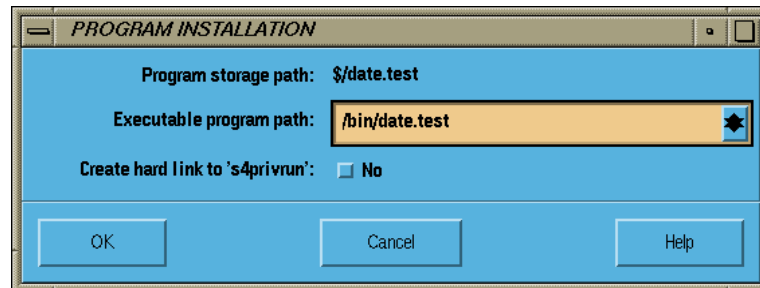 PROGRAM INSTALLATION
Program storage path: $/date.test
Executable program path: /bin/date.test
Create hard link to 's4privrun': No
OK Cancel Help